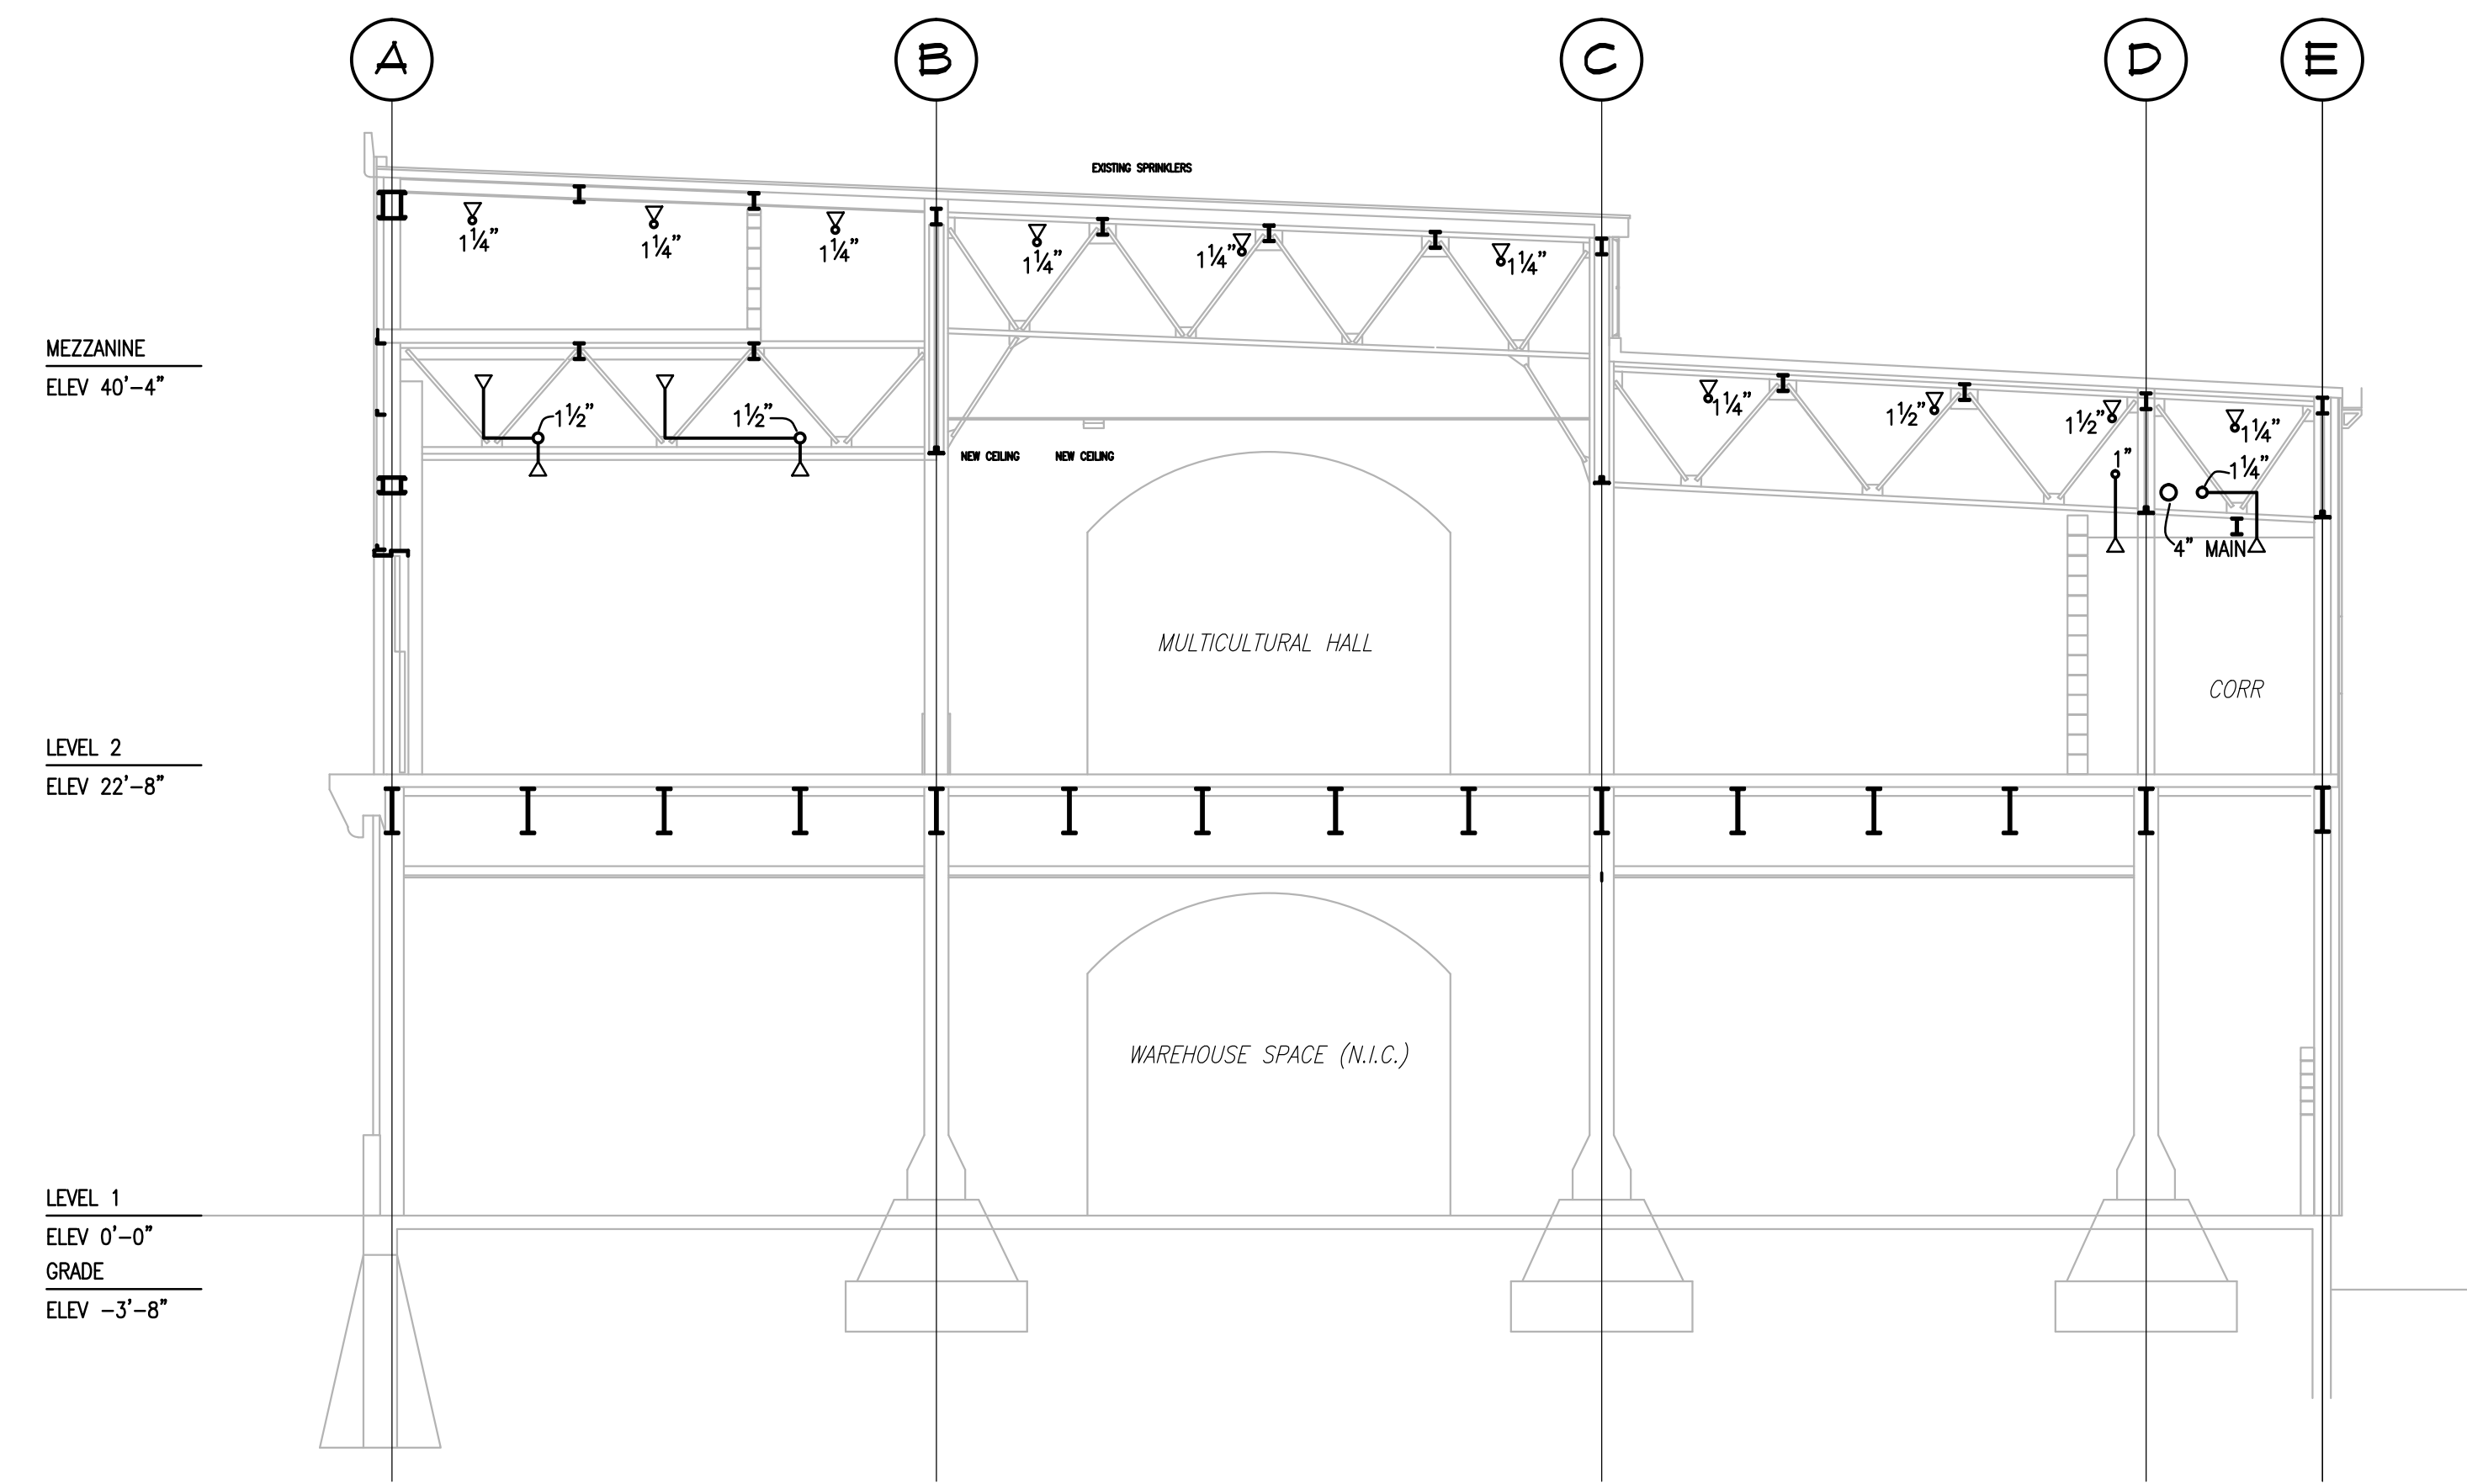 A B C D E
EXISTING SPRINKLERS
1¼" 1¼" 1¼" 1¼" 1¼" 1¼"
MEZZANINE
ELEV 40'-4"
1½" 1½" 1¼" 1½" 1½" 1¼"
NEW CEILING NEW CEILING
1" 1¼"
4" MAIN
MULTICULTURAL HALL
CORR
LEVEL 2
ELEV 22'-8"
WAREHOUSE SPACE (N.I.C.)
LEVEL 1
ELEV 0'-0"
GRADE
ELEV -3'-8"